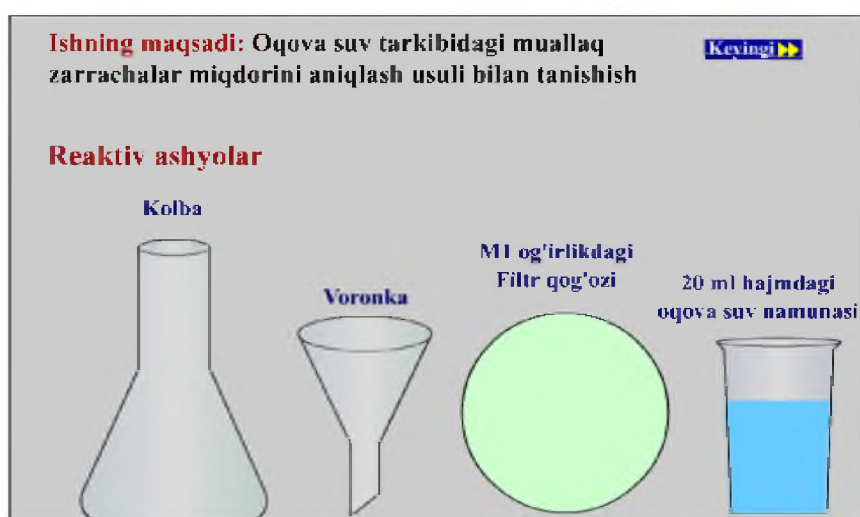 Ishning maqsadi: Oqova suv tarkibidagi muallaq
zarrachalar miqdorini aniqlash usuli bilan tanishish
Keyingi
Reaktiv ashyolar
Kolba
Voronka
M1 og'irlikdagi
Filtr qog'ozi
20 ml hajmdagi
oqova suv namunasi